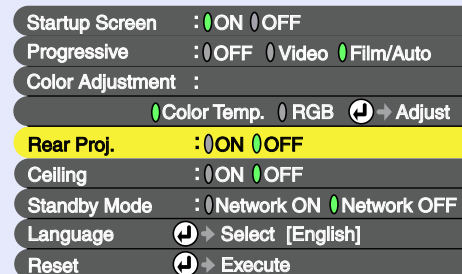 Startup Screen : ON OFF
Progressive : OFF Video Film/Auto
Color Adjustment :
Color Temp. RGB Adjust
Rear Proj. : ON OFF
Ceiling : ON OFF
Standby Mode : Network ON Network OFF
Language Select [English]
Reset Execute